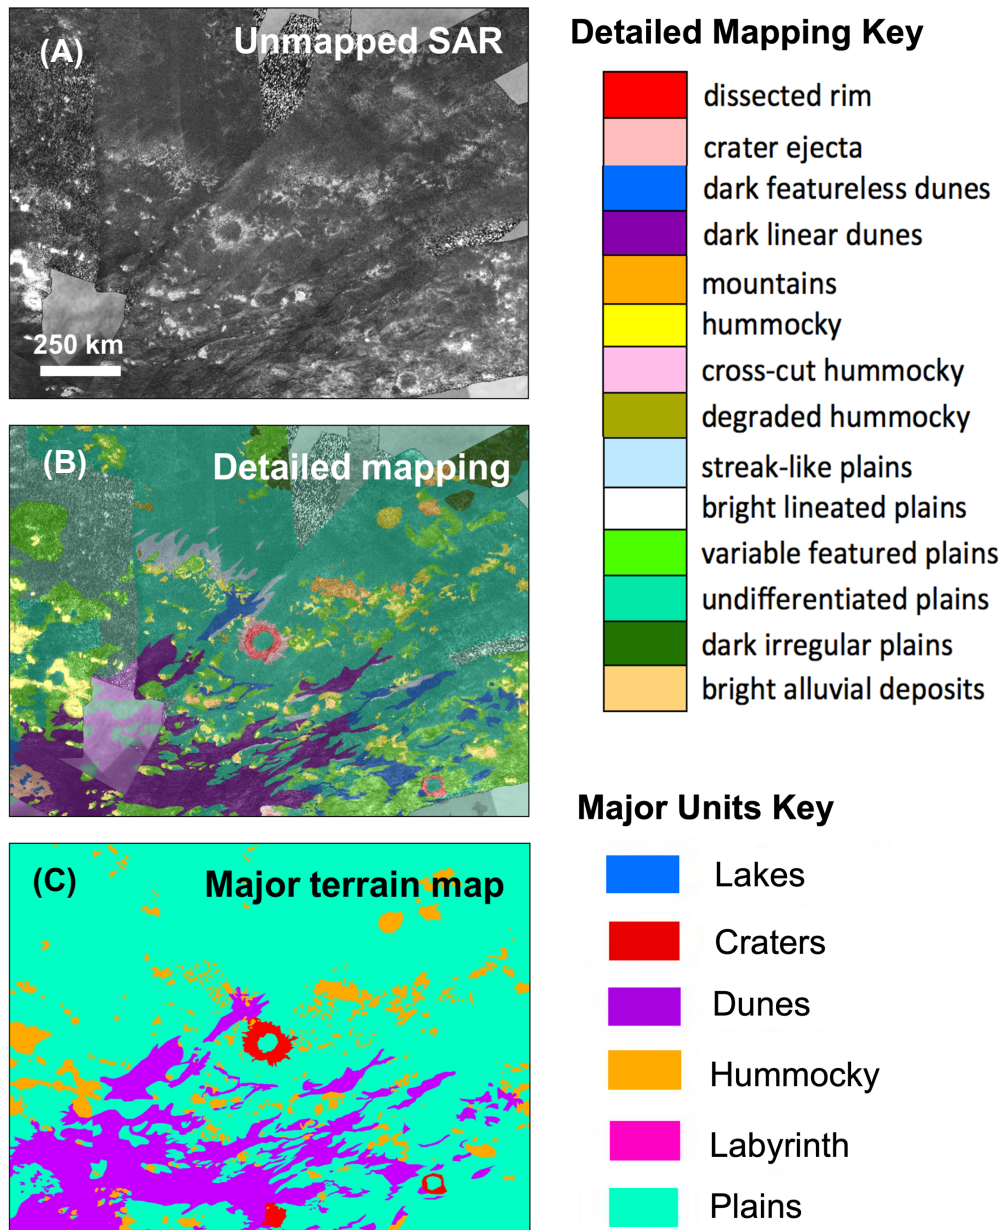 (A)
Unmapped SAR
250 km
(B)
Detailed mapping
(C)
Major terrain map
Detailed Mapping Key
dissected rim
crater ejecta
dark featureless dunes
dark linear dunes
mountains
hummocky
cross-cut hummocky
degraded hummocky
streak-like plains
bright lineated plains
variable featured plains
undifferentiated plains
dark irregular plains
bright alluvial deposits
Major Units Key
Lakes
Craters
Dunes
Hummocky
Labyrinth
Plains